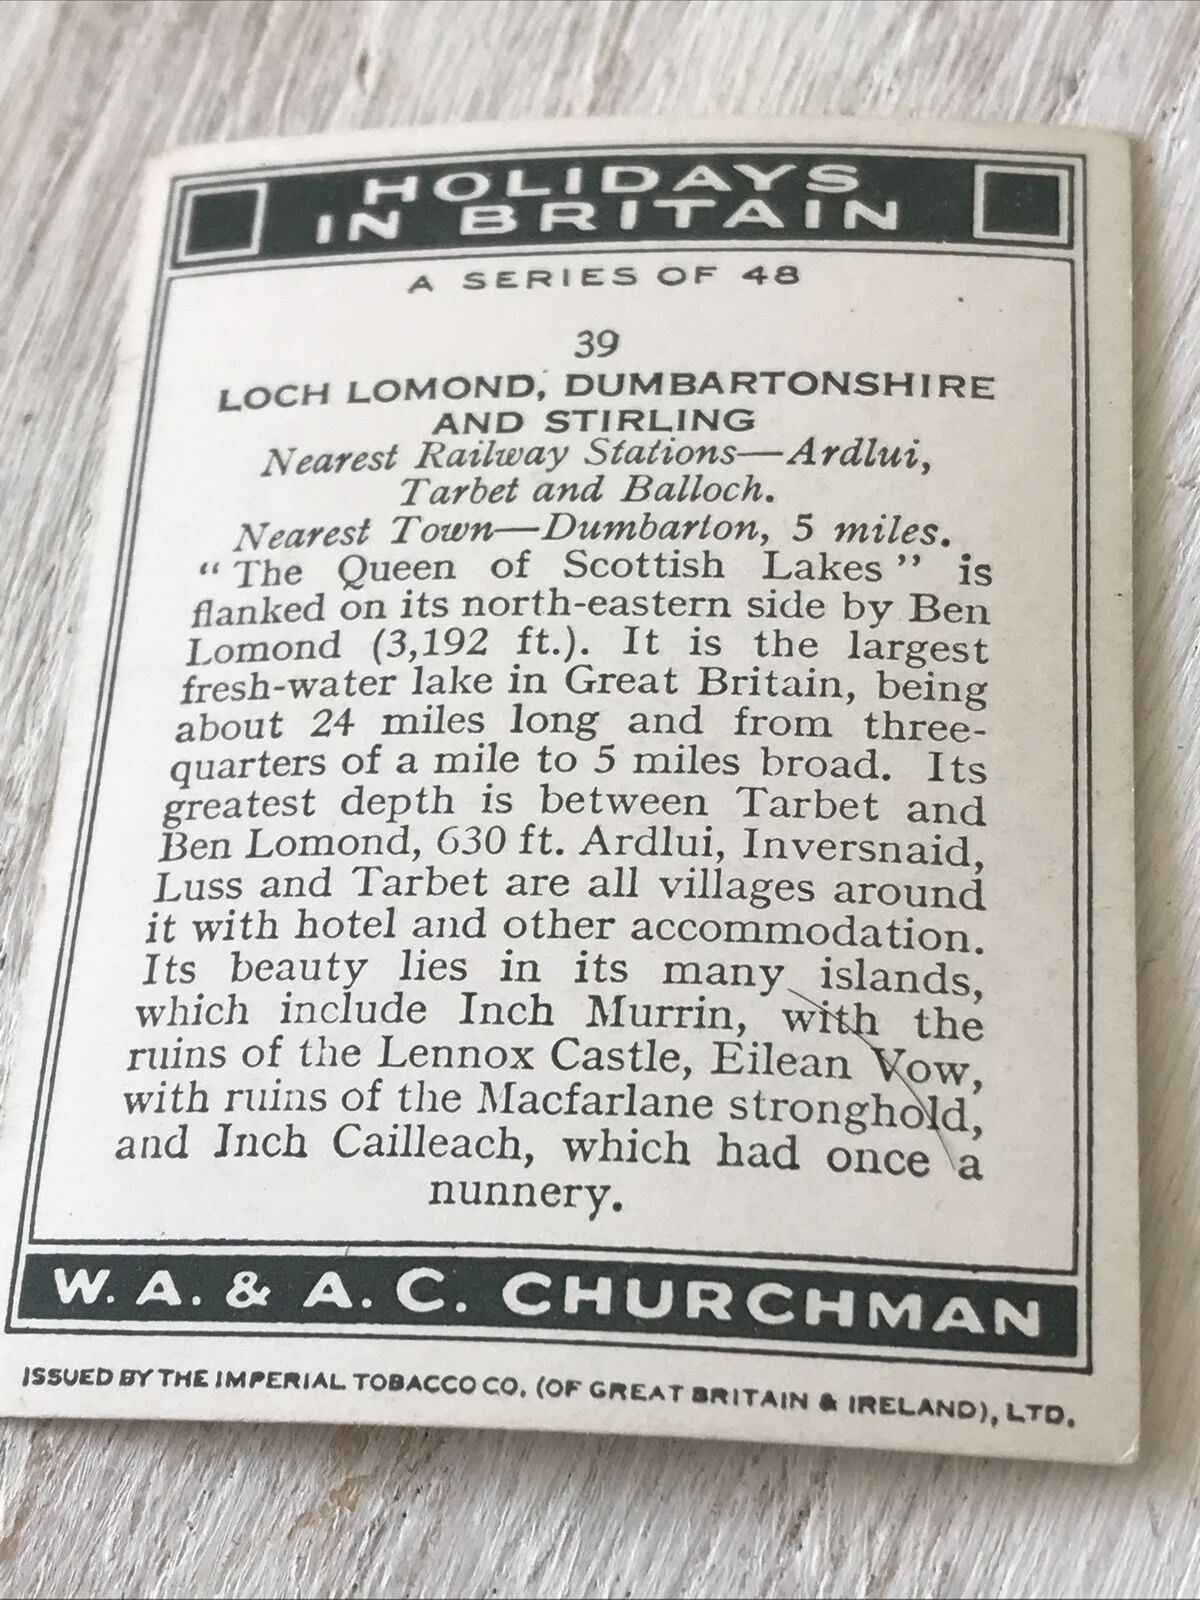 HOLIDAYS
IN BRITAIN
A SERIES OF 48
39
LOCH LOMOND, DUMBARTONSHIRE
AND STIRLING
Nearest Railway Stations—Ardlui,
Tarbet and Balloch.
Nearest Town—Dumbarton, 5 miles.
“ The Queen of Scottish Lakes ” is
flanked on its north-eastern side by Ben
Lomond (3,192 ft.). It is the largest
fresh-water lake in Great Britain, being
about 24 miles long and from three-
quarters of a mile to 5 miles broad. Its
greatest depth is between Tarbet and
Ben Lomond, 630 ft. Ardlui, Inversnaid,
Luss and Tarbet are all villages around
it with hotel and other accommodation.
Its beauty lies in its many islands,
which include Inch Murrin, with the
ruins of the Lennox Castle, Eilean Vow,
with ruins of the Macfarlane stronghold,
and Inch Cailleach, which had once a
nunnery.
W. A. & A. C. CHURCHMAN
ISSUED BY THE IMPERIAL TOBACCO CO. (OF GREAT BRITAIN & IRELAND), LTD.